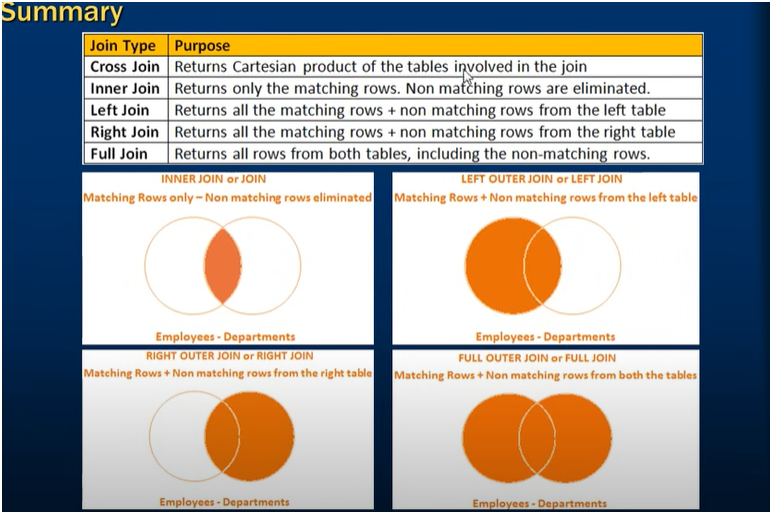 Summary
Join Type Purpose
Cross Join Returns Cartesian product of the tables involved in the join
Inner Join Returns only the matching rows. Non matching rows are eliminated.
Left Join Returns all the matching rows + non matching rows from the left table
Right Join Returns all the matching rows + non matching rows from the right table
Full Join Returns all rows from both tables, including the non-matching rows.
INNER JOIN or JOIN
Matching Rows only – Non matching rows eliminated
Employees - Departments
LEFT OUTER JOIN or LEFT JOIN
Matching Rows + Non matching rows from the left table
Employees - Departments
RIGHT OUTER JOIN or RIGHT JOIN
Matching Rows + Non matching rows from the right table
Employees - Departments
FULL OUTER JOIN or FULL JOIN
Matching Rows + Non matching rows from both the tables
Employees - Departments